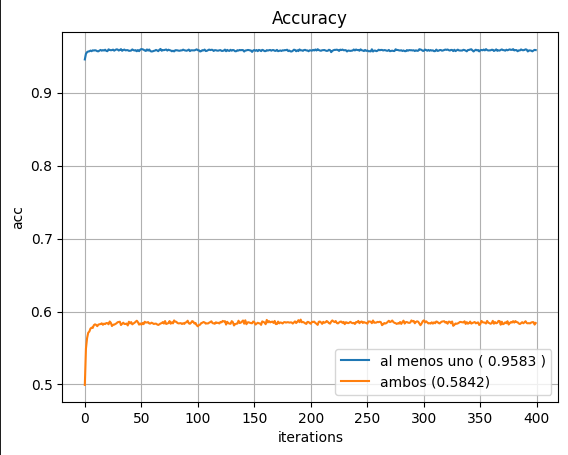 Accuracy
acc
0.9
0.8
0.7
0.6
0.5
al menos uno ( 0.9583 )
ambos (0.5842)
0 50 100 150 200 250 300 350 400
iterations